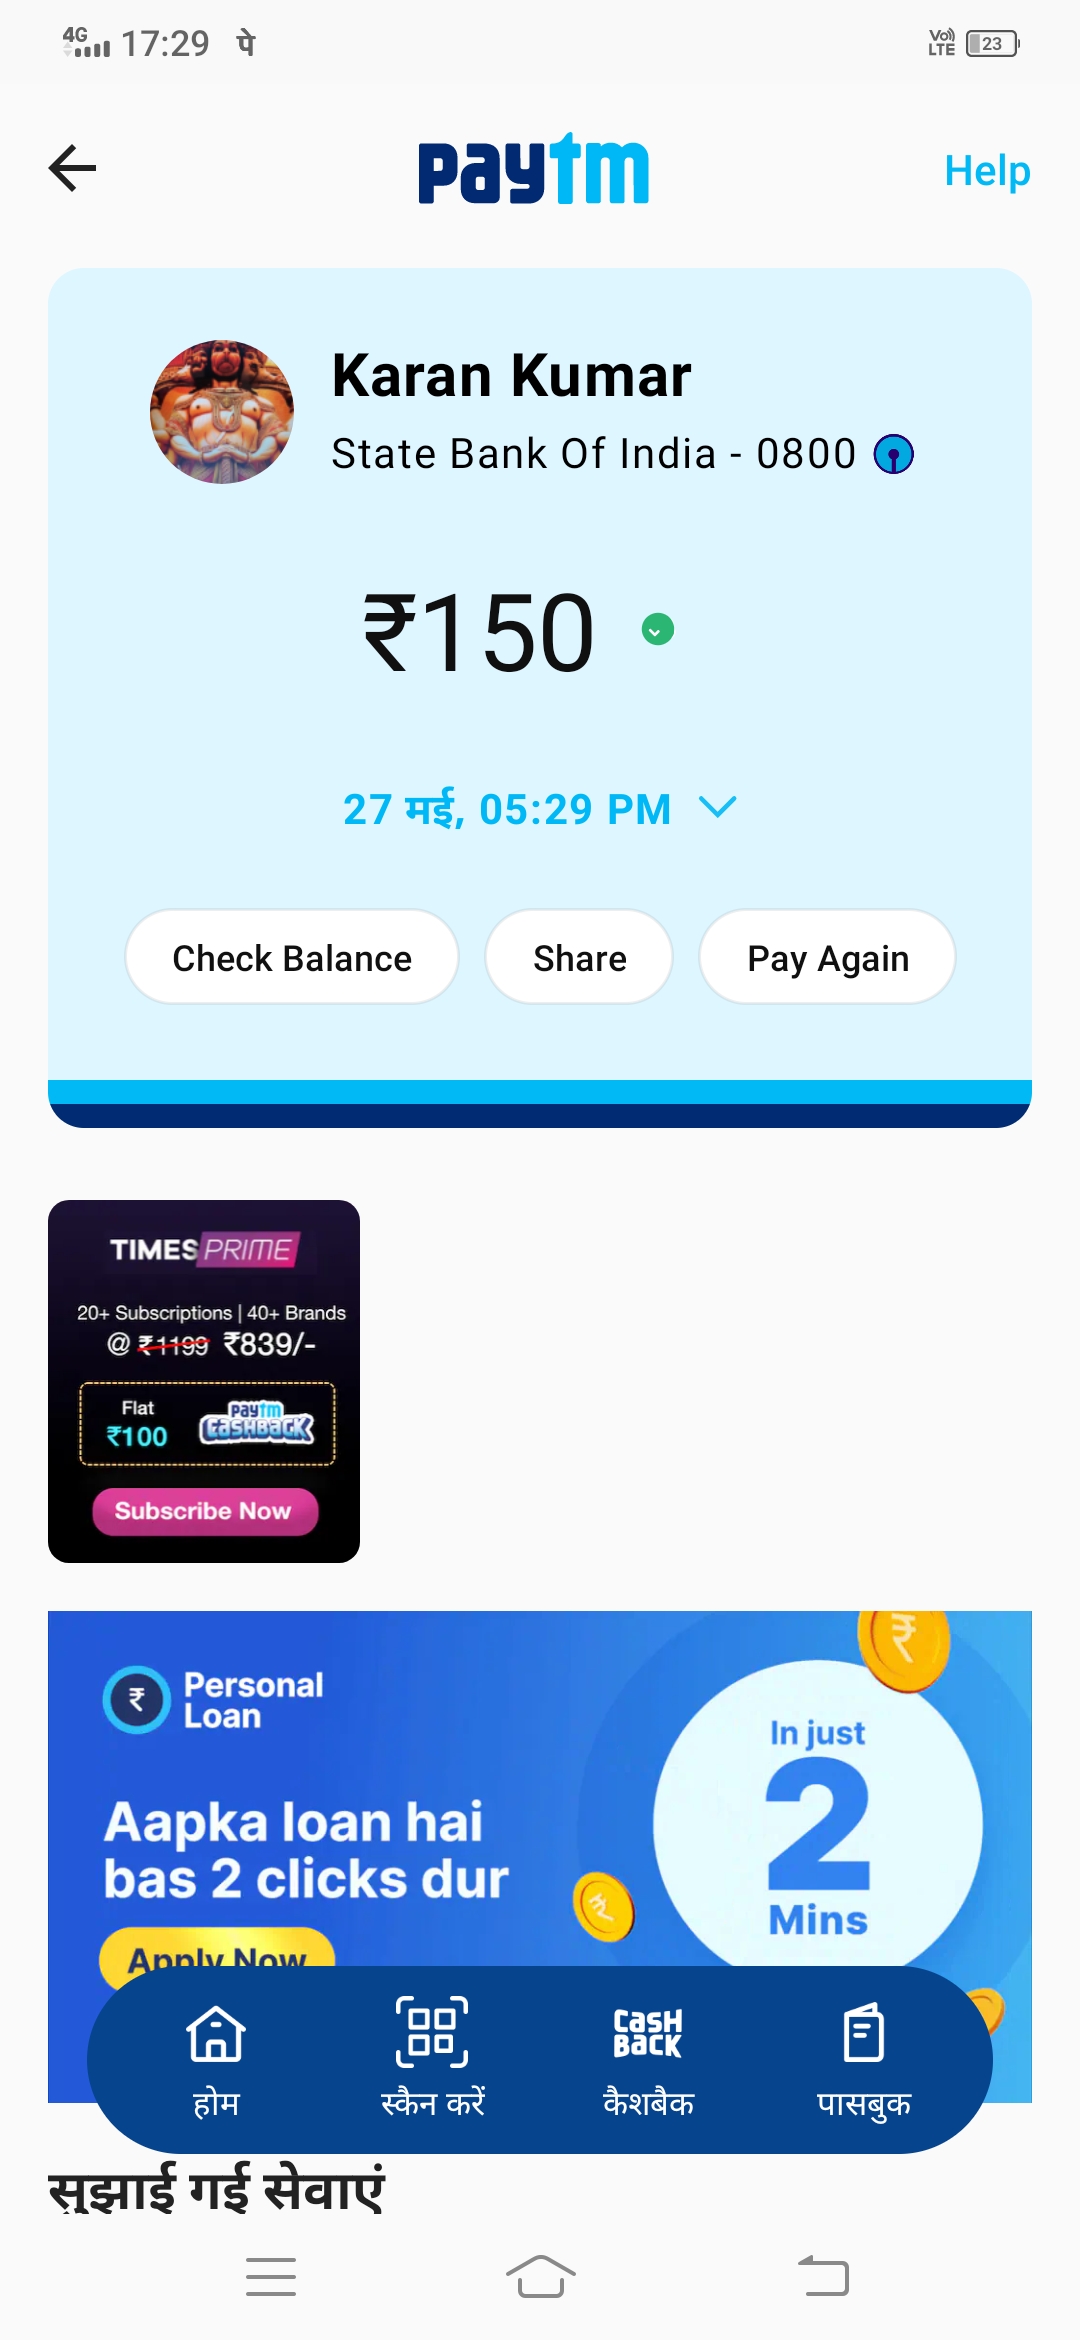 4G 17:29 पे Vo)) LTE 23
paytm
Help
Karan Kumar
State Bank Of India - 0800
₹150
27 मई, 05:29 PM
Check Balance
Share
Pay Again
TIMES PRIME
20+ Subscriptions | 40+ Brands
@ ₹1199 ₹839/-
Flat
₹100
paytm
CASHBACK
Subscribe Now
₹
Personal
Loan
Aapka loan hai
bas 2 clicks dur
Apply Now
In just
2
Mins
CASH
BACK
होम
स्कैन करें
कैशबैक
पासबुक
सुझाई गई सेवाएं